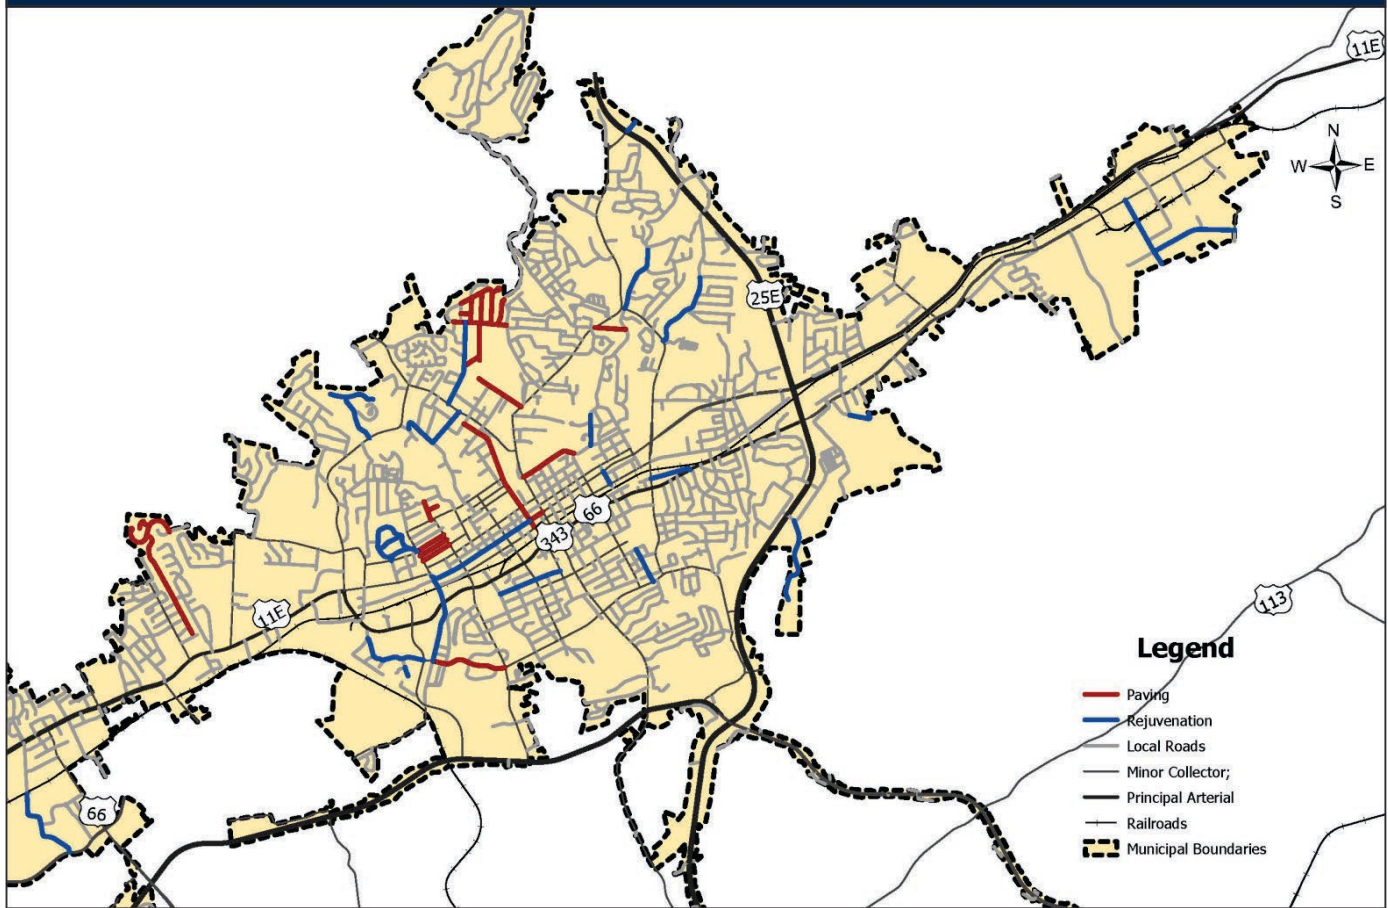 11E
N
W E
S
25E
66
343
11E
113
66
Legend
Paving
Rejuvenation
Local Roads
Minor Collector;
Principal Arterial
Railroads
Municipal Boundaries